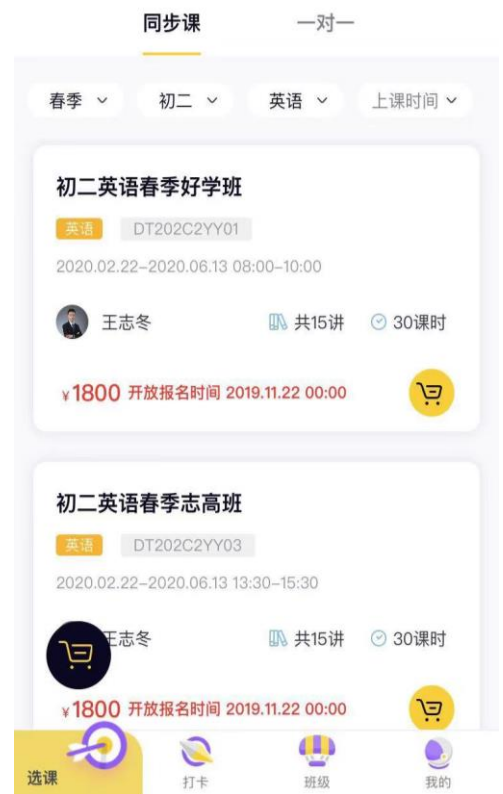 同步课 一对一
春季 初二 英语 上课时间
初二英语春季好学班
英语 DT202C2YY01
2020.02.22-2020.06.13 08:00-10:00
王志冬 共15讲 30课时
¥1800 开放报名时间 2019.11.22 00:00
初二英语春季志高班
英语 DT202C2YY03
2020.02.22-2020.06.13 13:30-15:30
王志冬 共15讲 30课时
¥1800 开放报名时间 2019.11.22 00:00
选课 打卡 班级 我的